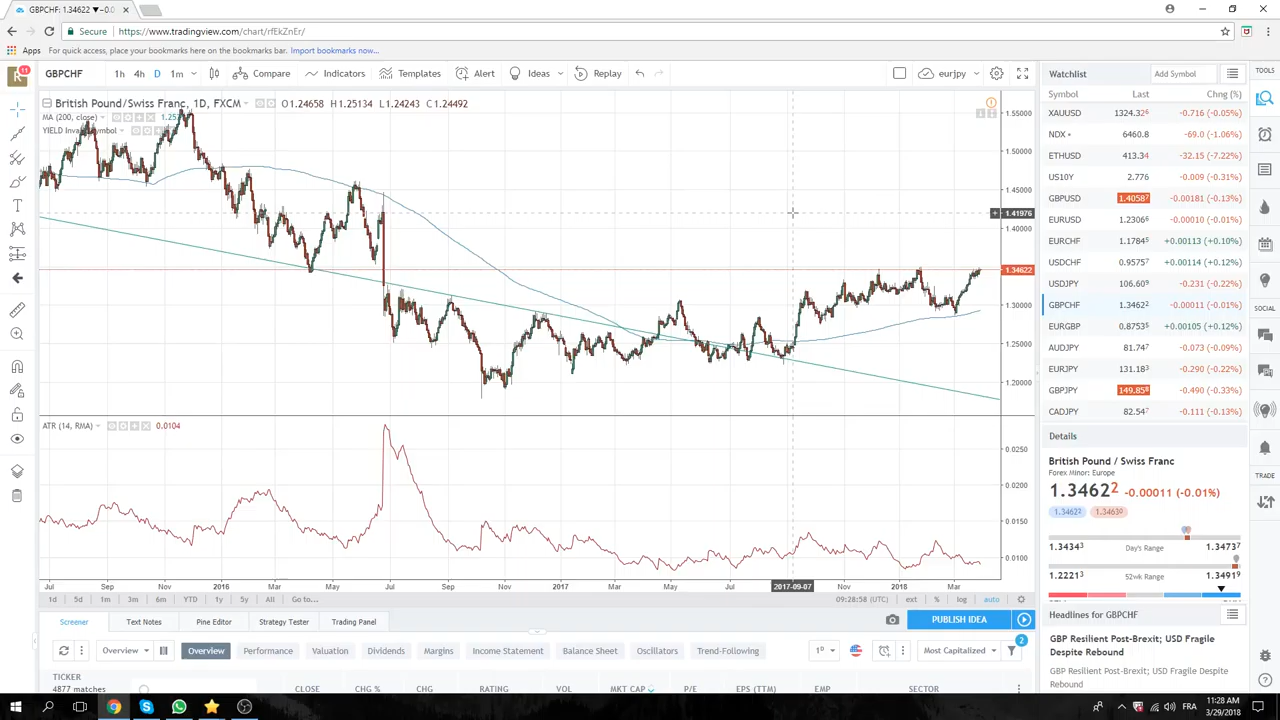 GBPCHF: 1.34622 ▼−0.0
Secure https://www.tradingview.com/chart/rfEkZnEr/
Apps For quick access, place your bookmarks here on the bookmarks bar. Import bookmarks now...
R 11 GBPCHF 1h 4h D 1m Compare Indicators Templates Alert Ideas Replay eurjpy
British Pound/Swiss Franc, 1D, FXCM O1.24658 H1.25134 L1.24243 C1.24492
MA (200, close)
YIELD
1.55000
1.50000
1.45000
1.41976
1.40000
1.34622
1.30000
1.25000
1.20000
ATR (14, RMA) 0.0104
0.0250
0.0200
0.0150
0.0100
Jul Sep Nov 2016 Mar May Jul Sep Nov 2017 Mar May Jul 2017-09-07 Nov 2018 Mar
1d 5d 1m 3m 6m YTD 1y 5y All Go to... 09:28:58 (UTC) ext % log auto
Screener Text Notes Pine Editor Strategy Tester Trading Panel PUBLISH IDEA
Overview Overview Performance Valuation Dividends Margins Income Statement Balance Sheet Oscillators Trend-Following Most Capitalized 2
TICKER
4877 matches CLOSE CHG % CHG RATING VOL MKT CAP P/E EPS (TTM) EMP SECTOR
Watchlist Add Symbol
Symbol Last Chng (%)
XAUUSD 1324.326 -0.716 (-0.05%)
NDX 6460.8 -69.0 (-1.06%)
ETHUSD 413.34 -32.15 (-7.22%)
US10Y 2.776 -0.009 (-0.31%)
GBPUSD 1.40587 -0.00181 (-0.13%)
EURUSD 1.23066 -0.00010 (-0.01%)
EURCHF 1.17845 +0.00113 (+0.10%)
USDCHF 0.95757 +0.00114 (+0.12%)
USDJPY 106.609 -0.231 (-0.22%)
GBPCHF 1.34622 -0.00011 (-0.01%)
EURGBP 0.87535 +0.00105 (+0.12%)
AUDJPY 81.747 -0.073 (-0.09%)
EURJPY 131.183 -0.290 (-0.22%)
GBPJPY 149.858 -0.490 (-0.33%)
CADJPY 82.547 -0.111 (-0.13%)
Details
British Pound / Swiss Franc
Forex Minor: Europe
1.34622 -0.00011 (-0.01%)
1.34622 1.34630
1.34343 Day's Range 1.34737
1.22213 52wk Range 1.34919
Headlines for GBPCHF
GBP Resilient Post-Brexit; USD Fragile
Despite Rebound
GBP Resilient Post-Brexit; USD Fragile Despite
Rebound
TOOLS
SOCIAL
TRADE
FRA 11:28 AM
3/29/2018